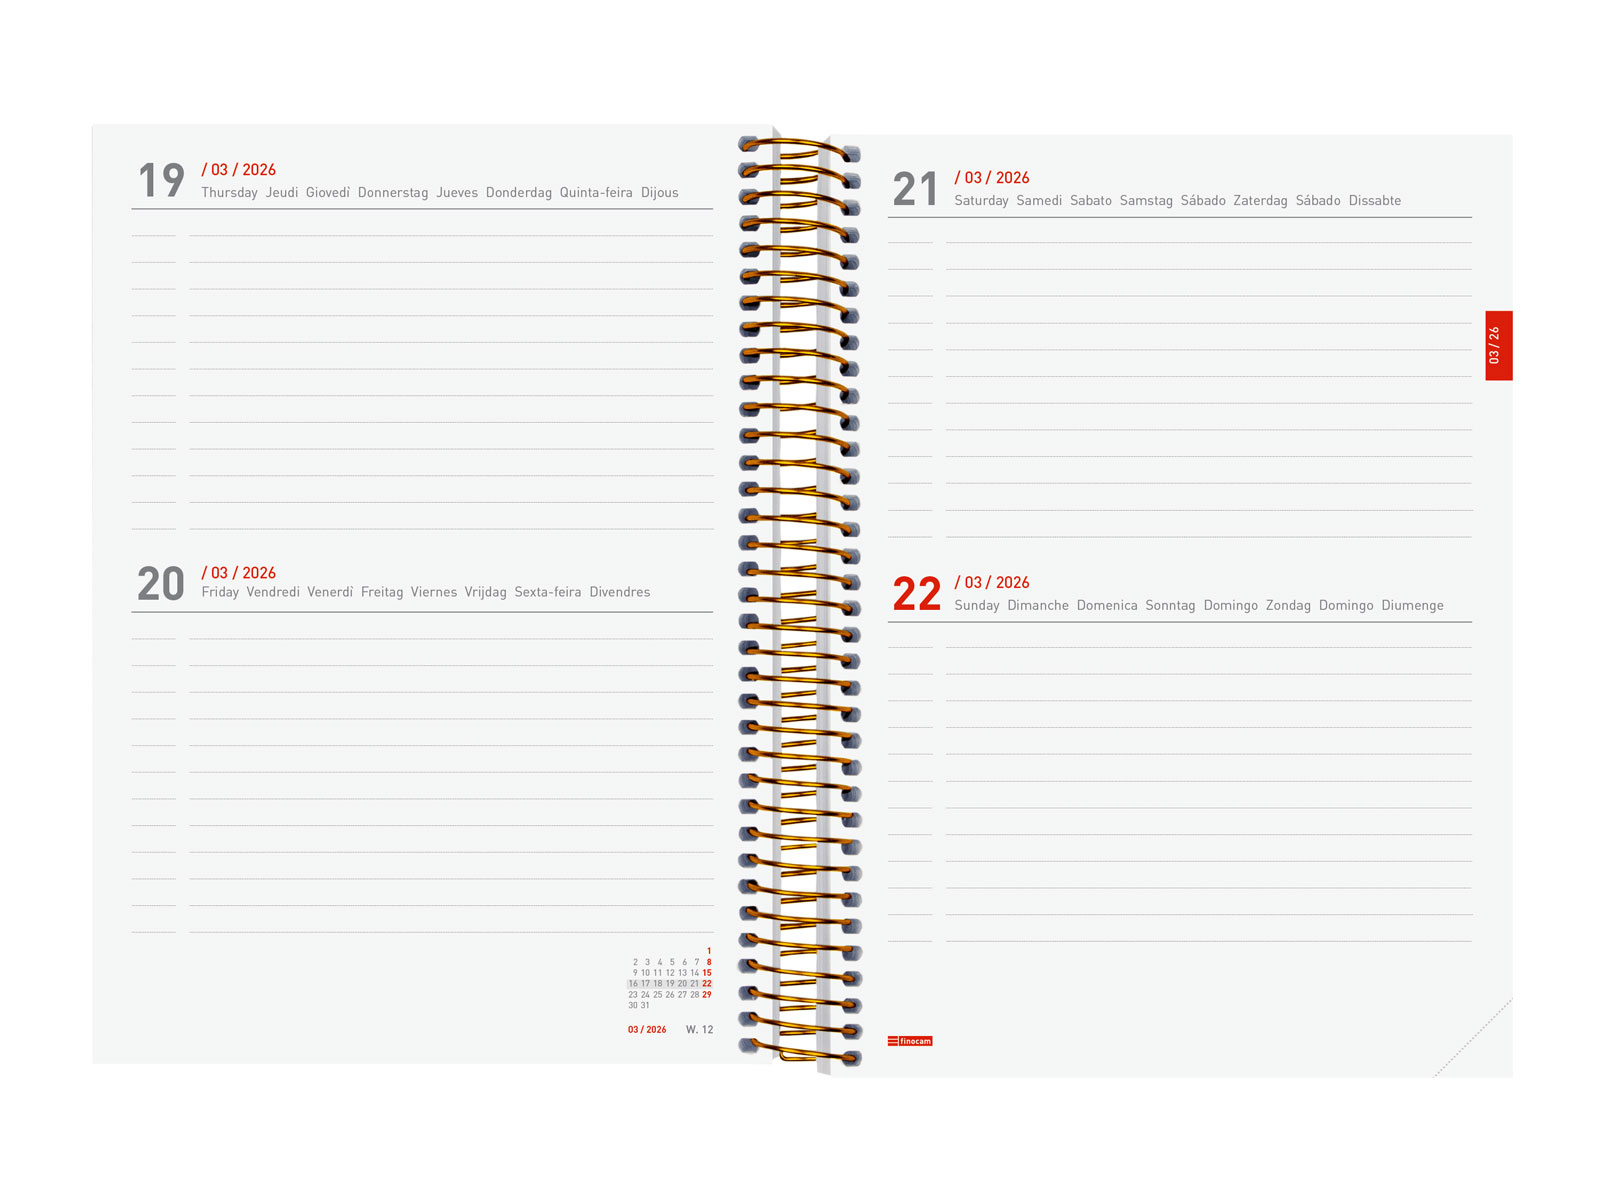 19 / 03 / 2026
Thursday Jeudi Giovedì Donnerstag Jueves Donderdag Quinta-feira Dijous
20 / 03 / 2026
Friday Vendredi Venerdì Freitag Viernes Vrijdag Sexta-feira Divendres
1
2 3 4 5 6 7 8
9 10 11 12 13 14 15
16 17 18 19 20 21 22
23 24 25 26 27 28 29
30 31
03 / 2026 W. 12
21 / 03 / 2026
Saturday Samedi Sabato Samstag Sábado Zaterdag Sábado Dissabte
03 / 26
22 / 03 / 2026
Sunday Dimanche Domenica Sonntag Domingo Zondag Domingo Diumenge
finocam